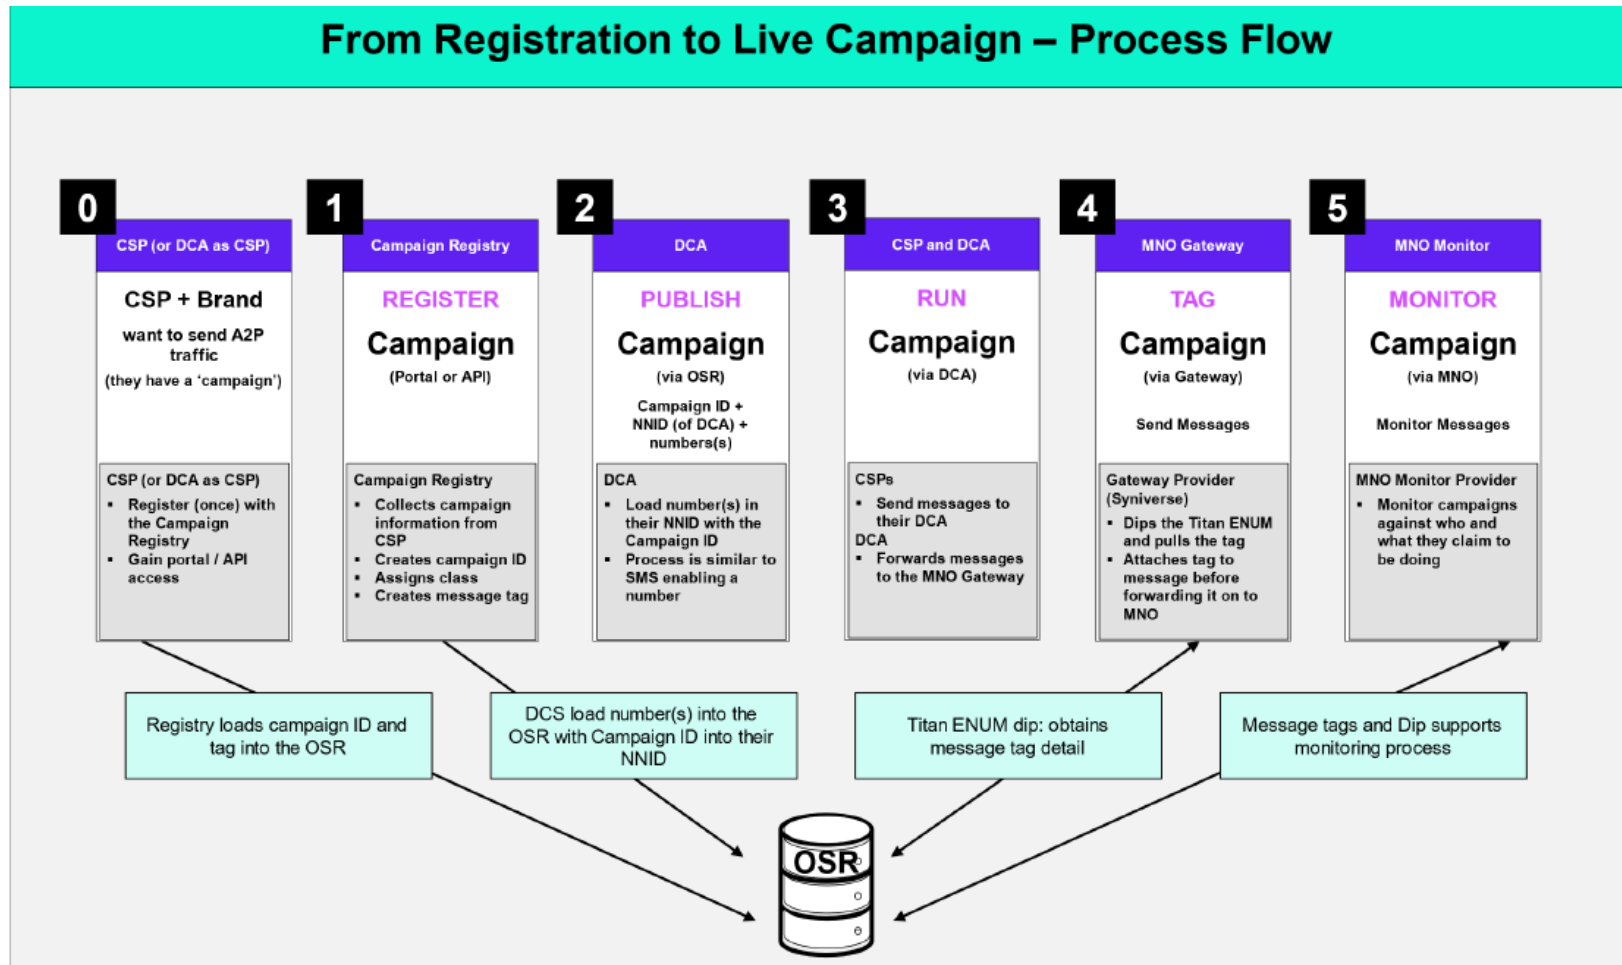 From Registration to Live Campaign – Process Flow
0
CSP (or DCA as CSP)
CSP + Brand
want to send A2P
traffic
(they have a ‘campaign’)
CSP (or DCA as CSP)
▪ Register (once) with
the Campaign
Registry
▪ Gain portal / API
access
1
Campaign Registry
REGISTER
Campaign
(Portal or API)
Campaign Registry
▪ Collects campaign
information from
CSP
▪ Creates campaign ID
▪ Assigns class
▪ Creates message tag
2
DCA
PUBLISH
Campaign
(via OSR)
Campaign ID +
NNID (of DCA) +
numbers(s)
DCA
▪ Load number(s) in
their NNID with the
Campaign ID
▪ Process is similar to
SMS enabling a
number
3
CSP and DCA
RUN
Campaign
(via DCA)
CSPs
▪ Send messages to
their DCA
DCA
▪ Forwards messages
to the MNO Gateway
4
MNO Gateway
TAG
Campaign
(via Gateway)
Send Messages
Gateway Provider
(Syniverse)
▪ Dips the Titan ENUM
and pulls the tag
▪ Attaches tag to
message before
forwarding it on to
MNO
5
MNO Monitor
MONITOR
Campaign
(via MNO)
Monitor Messages
MNO Monitor Provider
▪ Monitor campaigns
against who and
what they claim to
be doing
Registry loads campaign ID and
tag into the OSR
DCS load number(s) into the
OSR with Campaign ID into their
NNID
Titan ENUM dip: obtains
message tag detail
Message tags and Dip supports
monitoring process
OSR